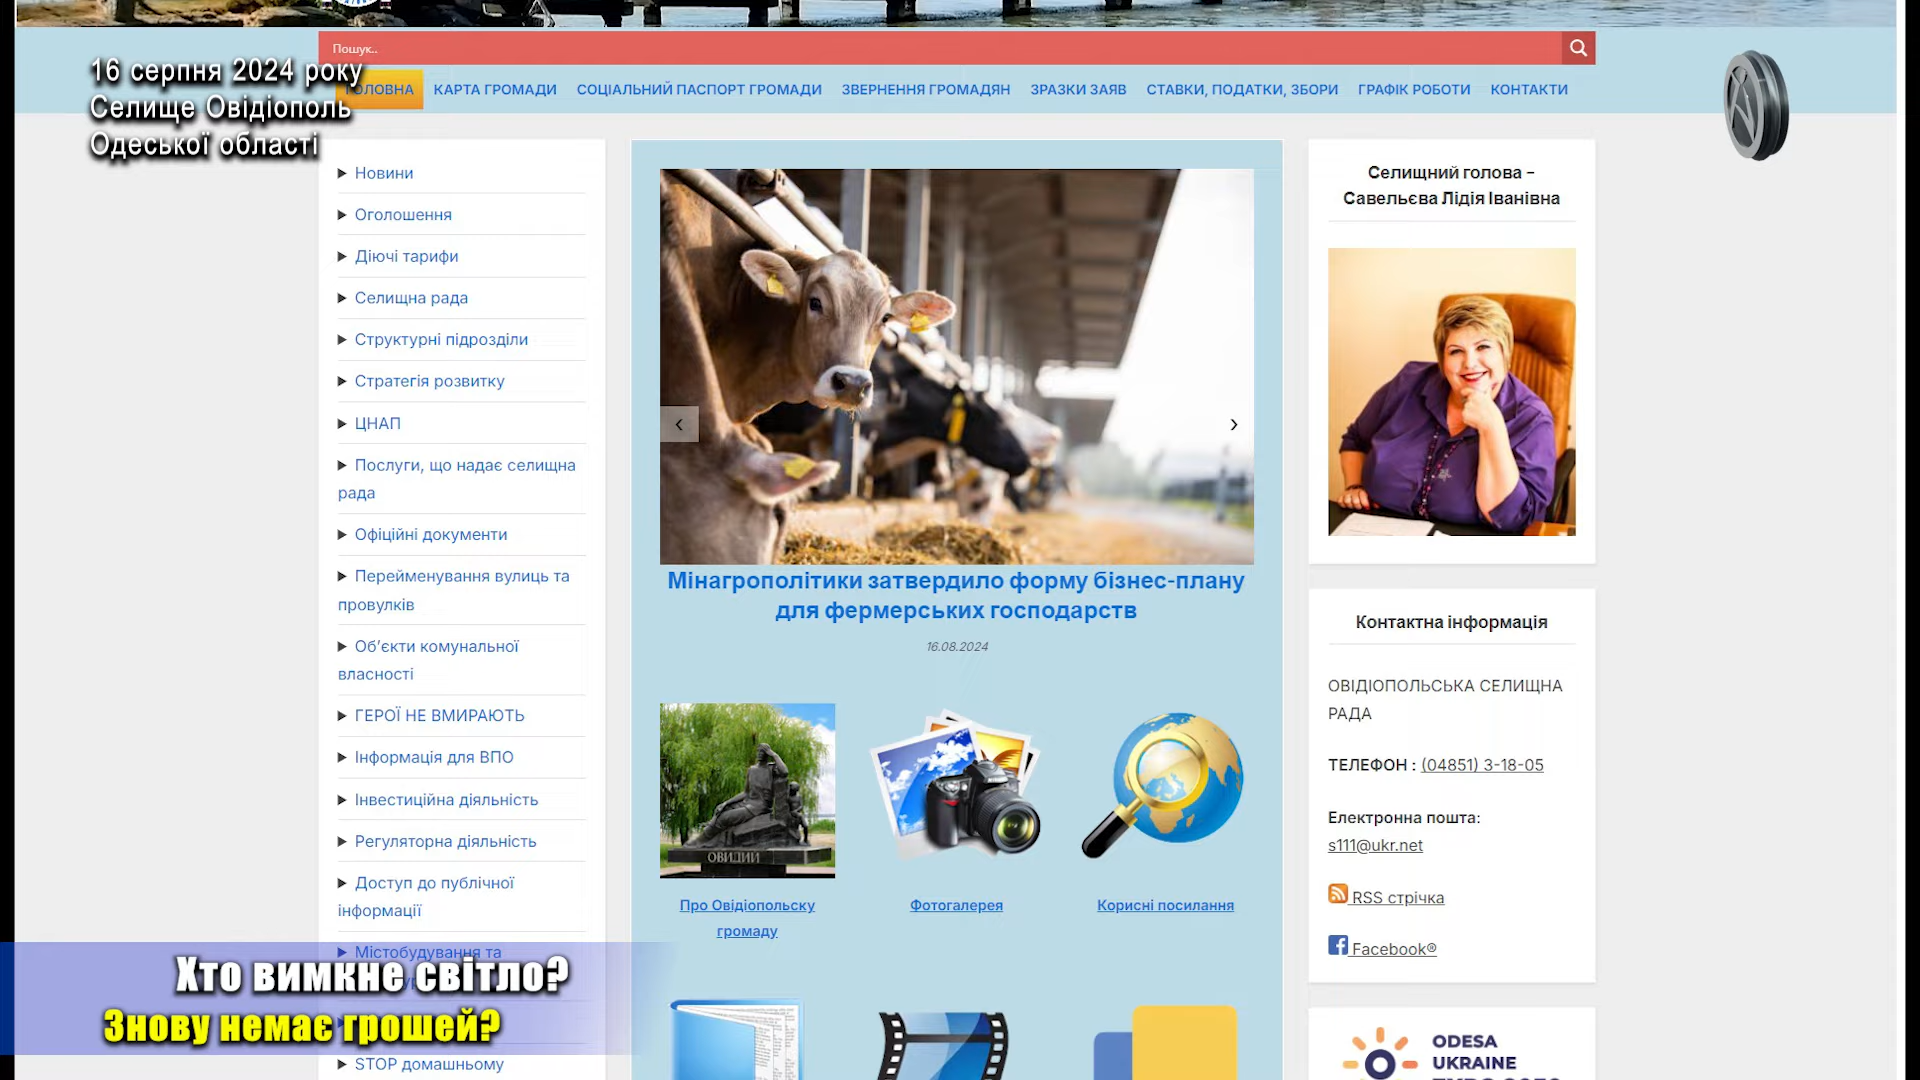 Пошук..
16 серпня 2024 року
Селище Овідіополь
Одеської області
ГОЛОВНА
КАРТА ГРОМАДИ
СОЦІАЛЬНИЙ ПАСПОРТ ГРОМАДИ
ЗВЕРНЕННЯ ГРОМАДЯН
ЗРАЗКИ ЗАЯВ
СТАВКИ, ПОДАТКИ, ЗБОРИ
ГРАФІК РОБОТИ
КОНТАКТИ
Новини
Оголошення
Діючі тарифи
Селищна рада
Структурні підрозділи
Стратегія розвитку
ЦНАП
Послуги, що надає селищна
рада
Офіційні документи
Перейменування вулиць та
провулків
Об’єкти комунальної
власності
ГЕРОЇ НЕ ВМИРАЮТЬ
Інформація для ВПО
Інвестиційна діяльність
Регуляторна діяльність
Доступ до публічної
інформації
Містобудування та
Хто вимкне світло?
Знову немає грошей?
STOP домашньому
Мінагрополітики затвердило форму бізнес-плану
для фермерських господарств
16.08.2024
ОВИДИЙ
Про Овідіопольску
громаду
Фотогалерея
Корисні посилання
Селищний голова –
Савельєва Лідія Іванівна
Контактна інформація
ОВІДІОПОЛЬСЬКА СЕЛИЩНА
РАДА
ТЕЛЕФОН : (04851) 3-18-05
Електронна пошта:
s111@ukr.net
RSS стрічка
Facebook®
ODESA
UKRAINE